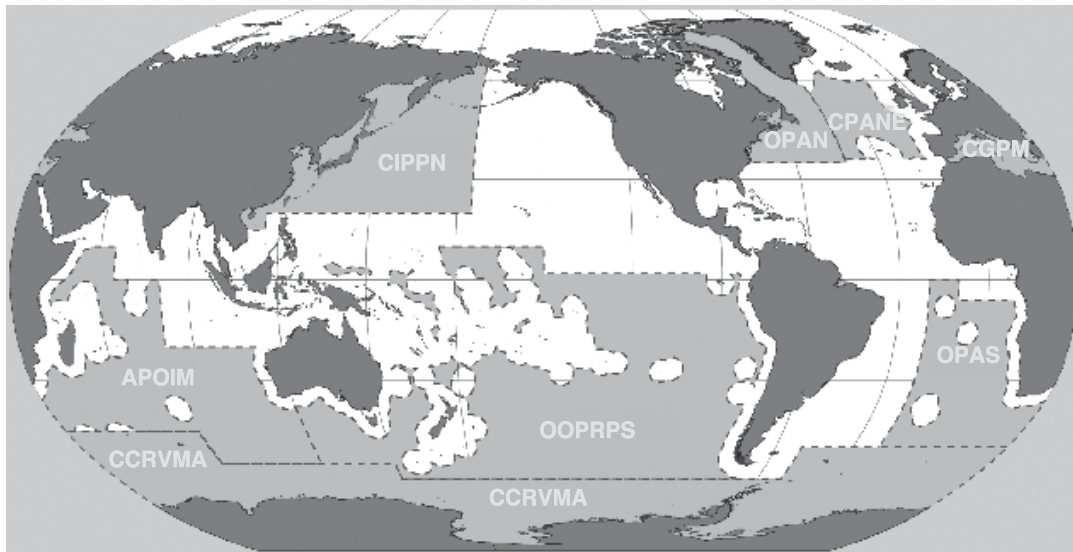 CPANE
OPAN
CGPM
CIPPN
OPAS
APOIM
OOPRPS
CCRVMA
CCRVMA